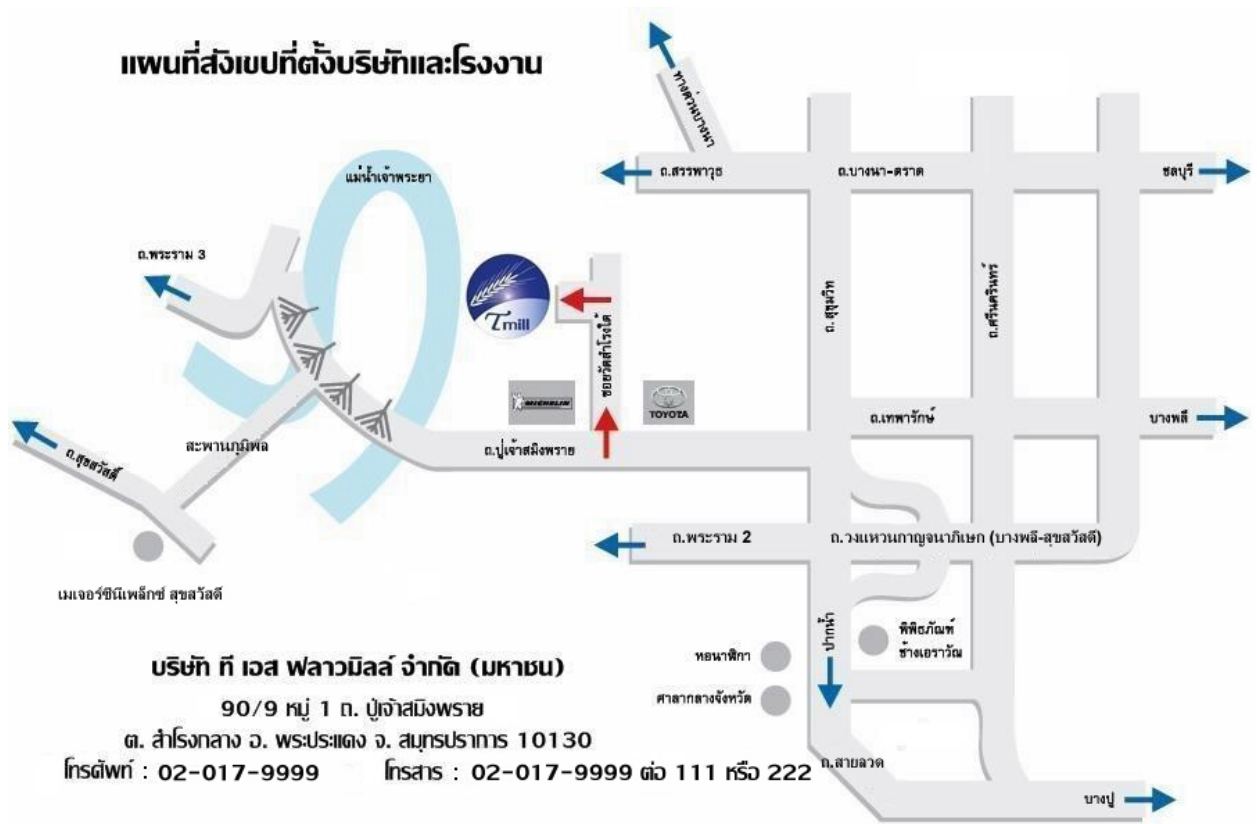 แผนที่สังเขปที่ตั้งบริษัทและโรงงาน
ทางด่วนบางนา
ถ.สรรพาวุธ
ถ.บางนา-ตราด
ชลบุรี
แม่น้ำเจ้าพระยา
ถ.พระราม 3
Tmill
ซอยวัดสำโรงใต้
ถ.สุขุมวิท
ถ.ศรีนครินทร์
MICHELIN
TOYOTA
ถ.เทพารักษ์
บางพลี
สะพานภูมิพล
ถ.ปู่เจ้าสมิงพราย
ถ.สุขสวัสดิ์
ถ.พระราม 2
ถ.วงแหวนกาญจนาภิเษก (บางพลี-สุขสวัสดิ์)
เมเจอร์ซีนีเพล็กซ์ สุขสวัสดิ์
ปากน้ำ
พิพิธภัณฑ์
ช้างเอราวัณ
หอนาฬิกา
ศาลากลางจังหวัด
บริษัท ที เอส ฟลาวมิลล์ จำกัด (มหาชน)
90/9 หมู่ 1 ถ. ปู่เจ้าสมิงพราย
ต. สำโรงกลาง อ. พระประแดง จ. สมุทรปราการ 10130
โทรศัพท์ : 02-017-9999 โทรสาร : 02-017-9999 ต่อ 111 หรือ 222
ถ.สายลวด
บางปู